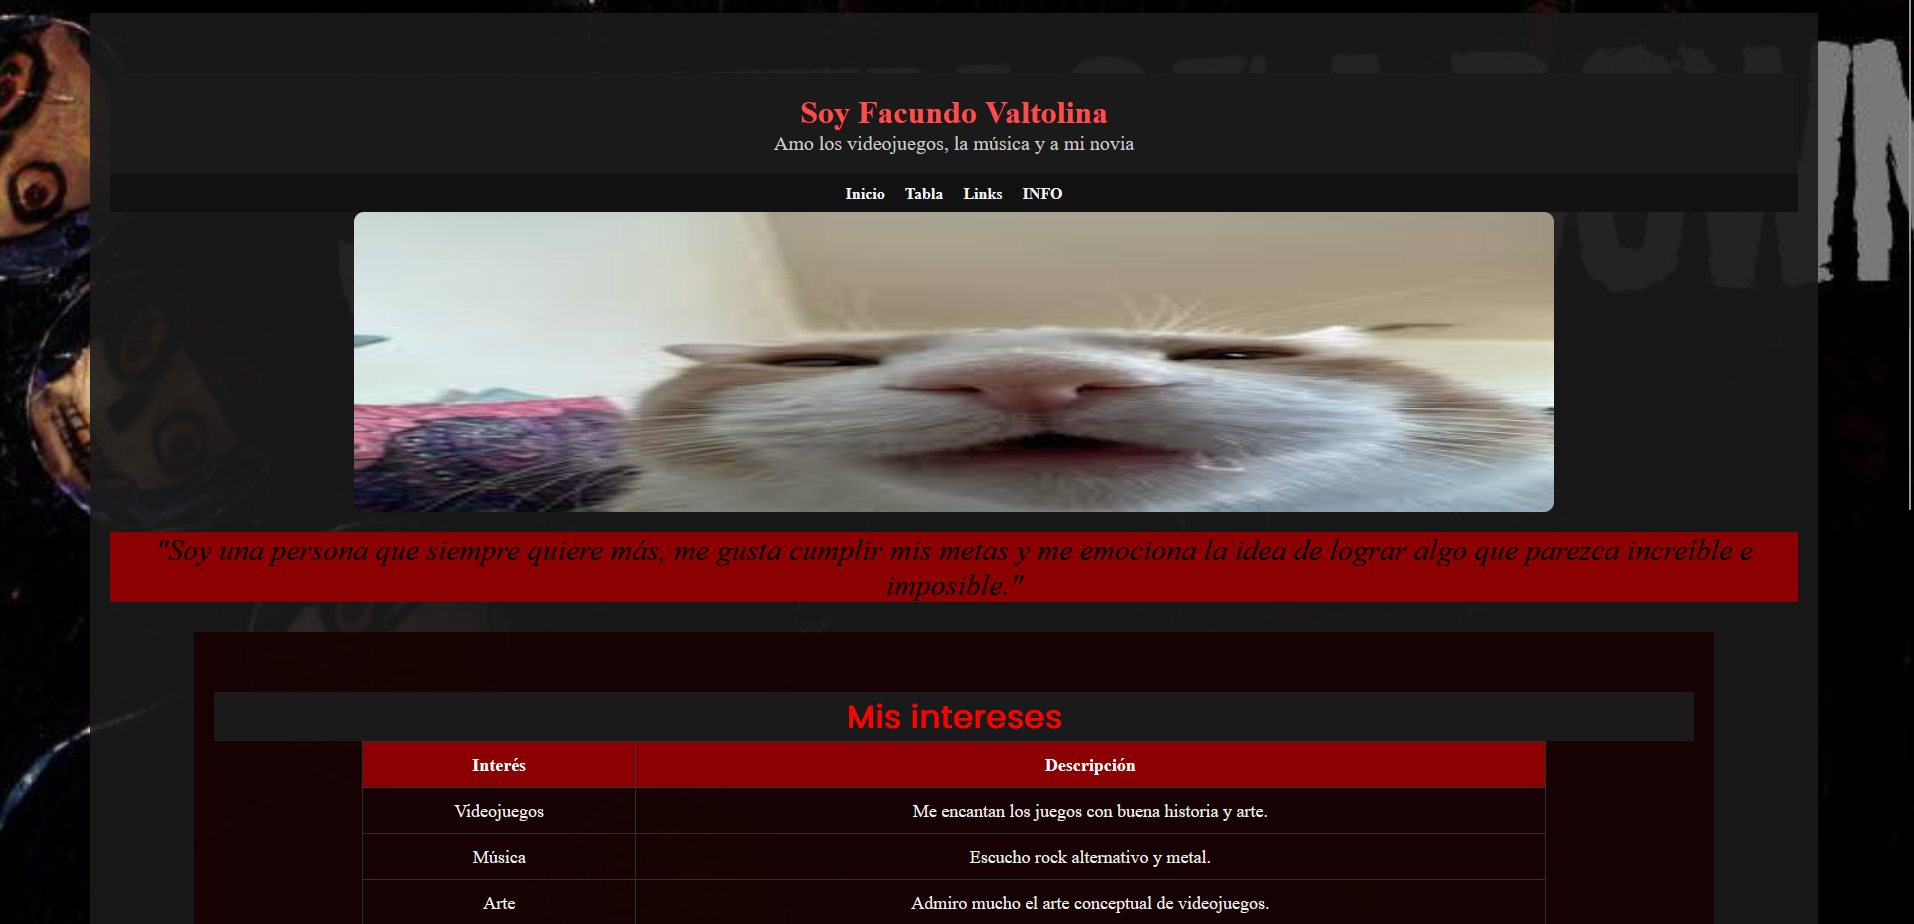 Soy Facundo Valtolina
Amo los videojuegos, la música y a mi novia
Inicio Tabla Links INFO
"Soy una persona que siempre quiere más, me gusta cumplir mis metas y me emociona la idea de lograr algo que parezca increíble e
imposible."
Mis intereses
Interés Descripción
Videojuegos Me encantan los juegos con buena historia y arte.
Música Escucho rock alternativo y metal.
Arte Admiro mucho el arte conceptual de videojuegos.